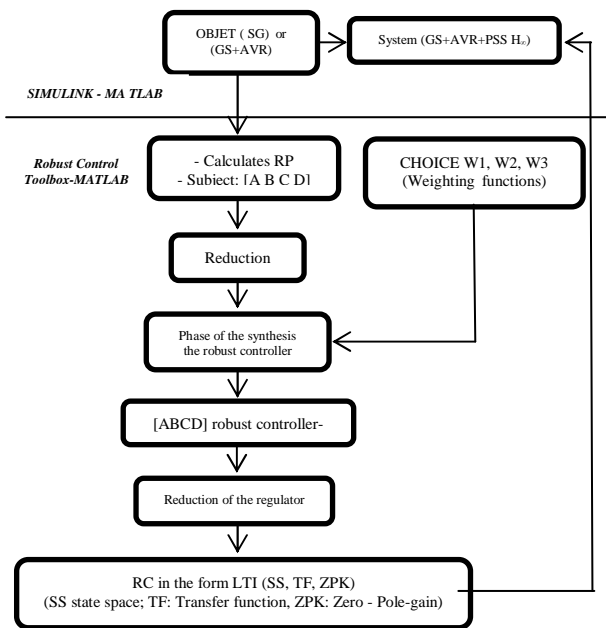 OBJET ( SG) or
(GS+AVR)
System (GS+AVR+PSS H∞)
SIMULINK - MA TLAB
Robust Control
Toolbox-MATLAB
- Calculates RP
- Subject: [A B C D]
CHOICE W1, W2, W3
(Weighting functions)
Reduction
Phase of the synthesis
the robust controller
[ABCD] robust controller-
Reduction of the regulator
RC in the form LTI (SS, TF, ZPK)
(SS state space; TF: Transfer function, ZPK: Zero - Pole-gain)